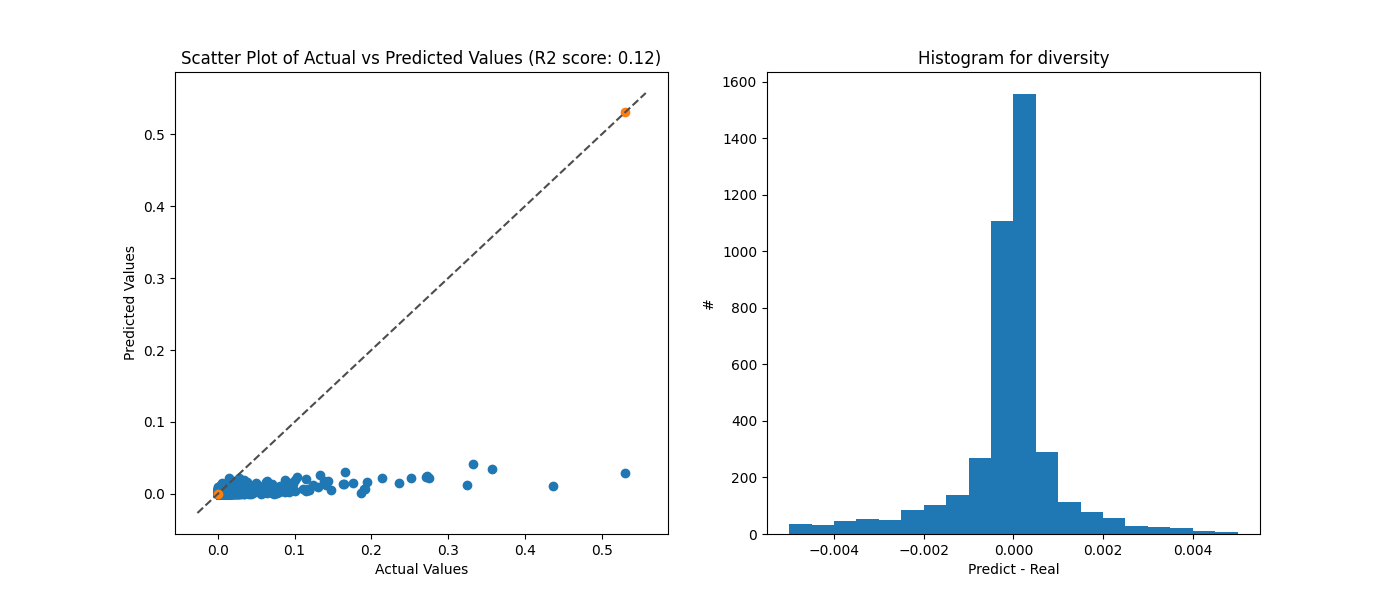 Scatter Plot of Actual vs Predicted Values (R2 score: 0.12)
0.5
0.4
0.3
0.2
0.1
0.0
Predicted Values
0.0 0.1 0.2 0.3 0.4 0.5
Actual Values
Histogram for diversity
1600
1400
1200
1000
800
600
400
200
0
#
−0.004 −0.002 0.000 0.002 0.004
Predict - Real